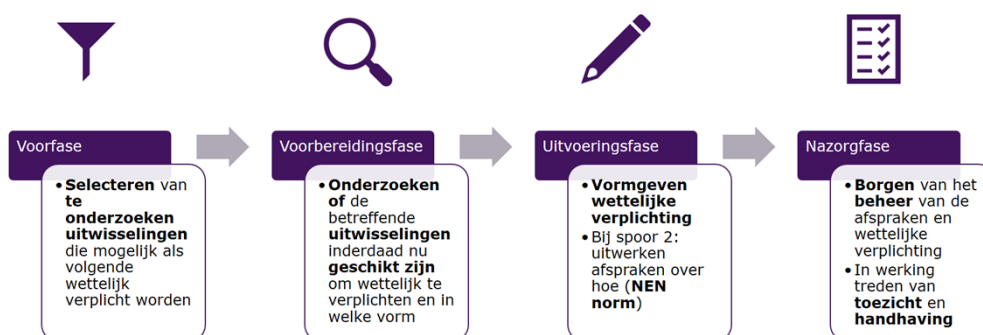 Voorfase
• Selecteren van
te
onderzoeken
uitwisselingen
die mogelijk als
volgende
wettelijk
verplicht worden
Voorbereidingsfase
• Onderzoeken
of de
betreffende
uitwisselingen
inderdaad nu
geschikt zijn
om wettelijk te
verplichten en in
welke vorm
Uitvoeringsfase
• Vormgeven
wettelijke
verplichting
• Bij spoor 2:
uitwerken
afspraken over
hoe (NEN
norm)
Nazorgfase
• Borgen van het
beheer van de
afspraken en
wettelijke
verplichting
• In werking
treden van
toezicht en
handhaving